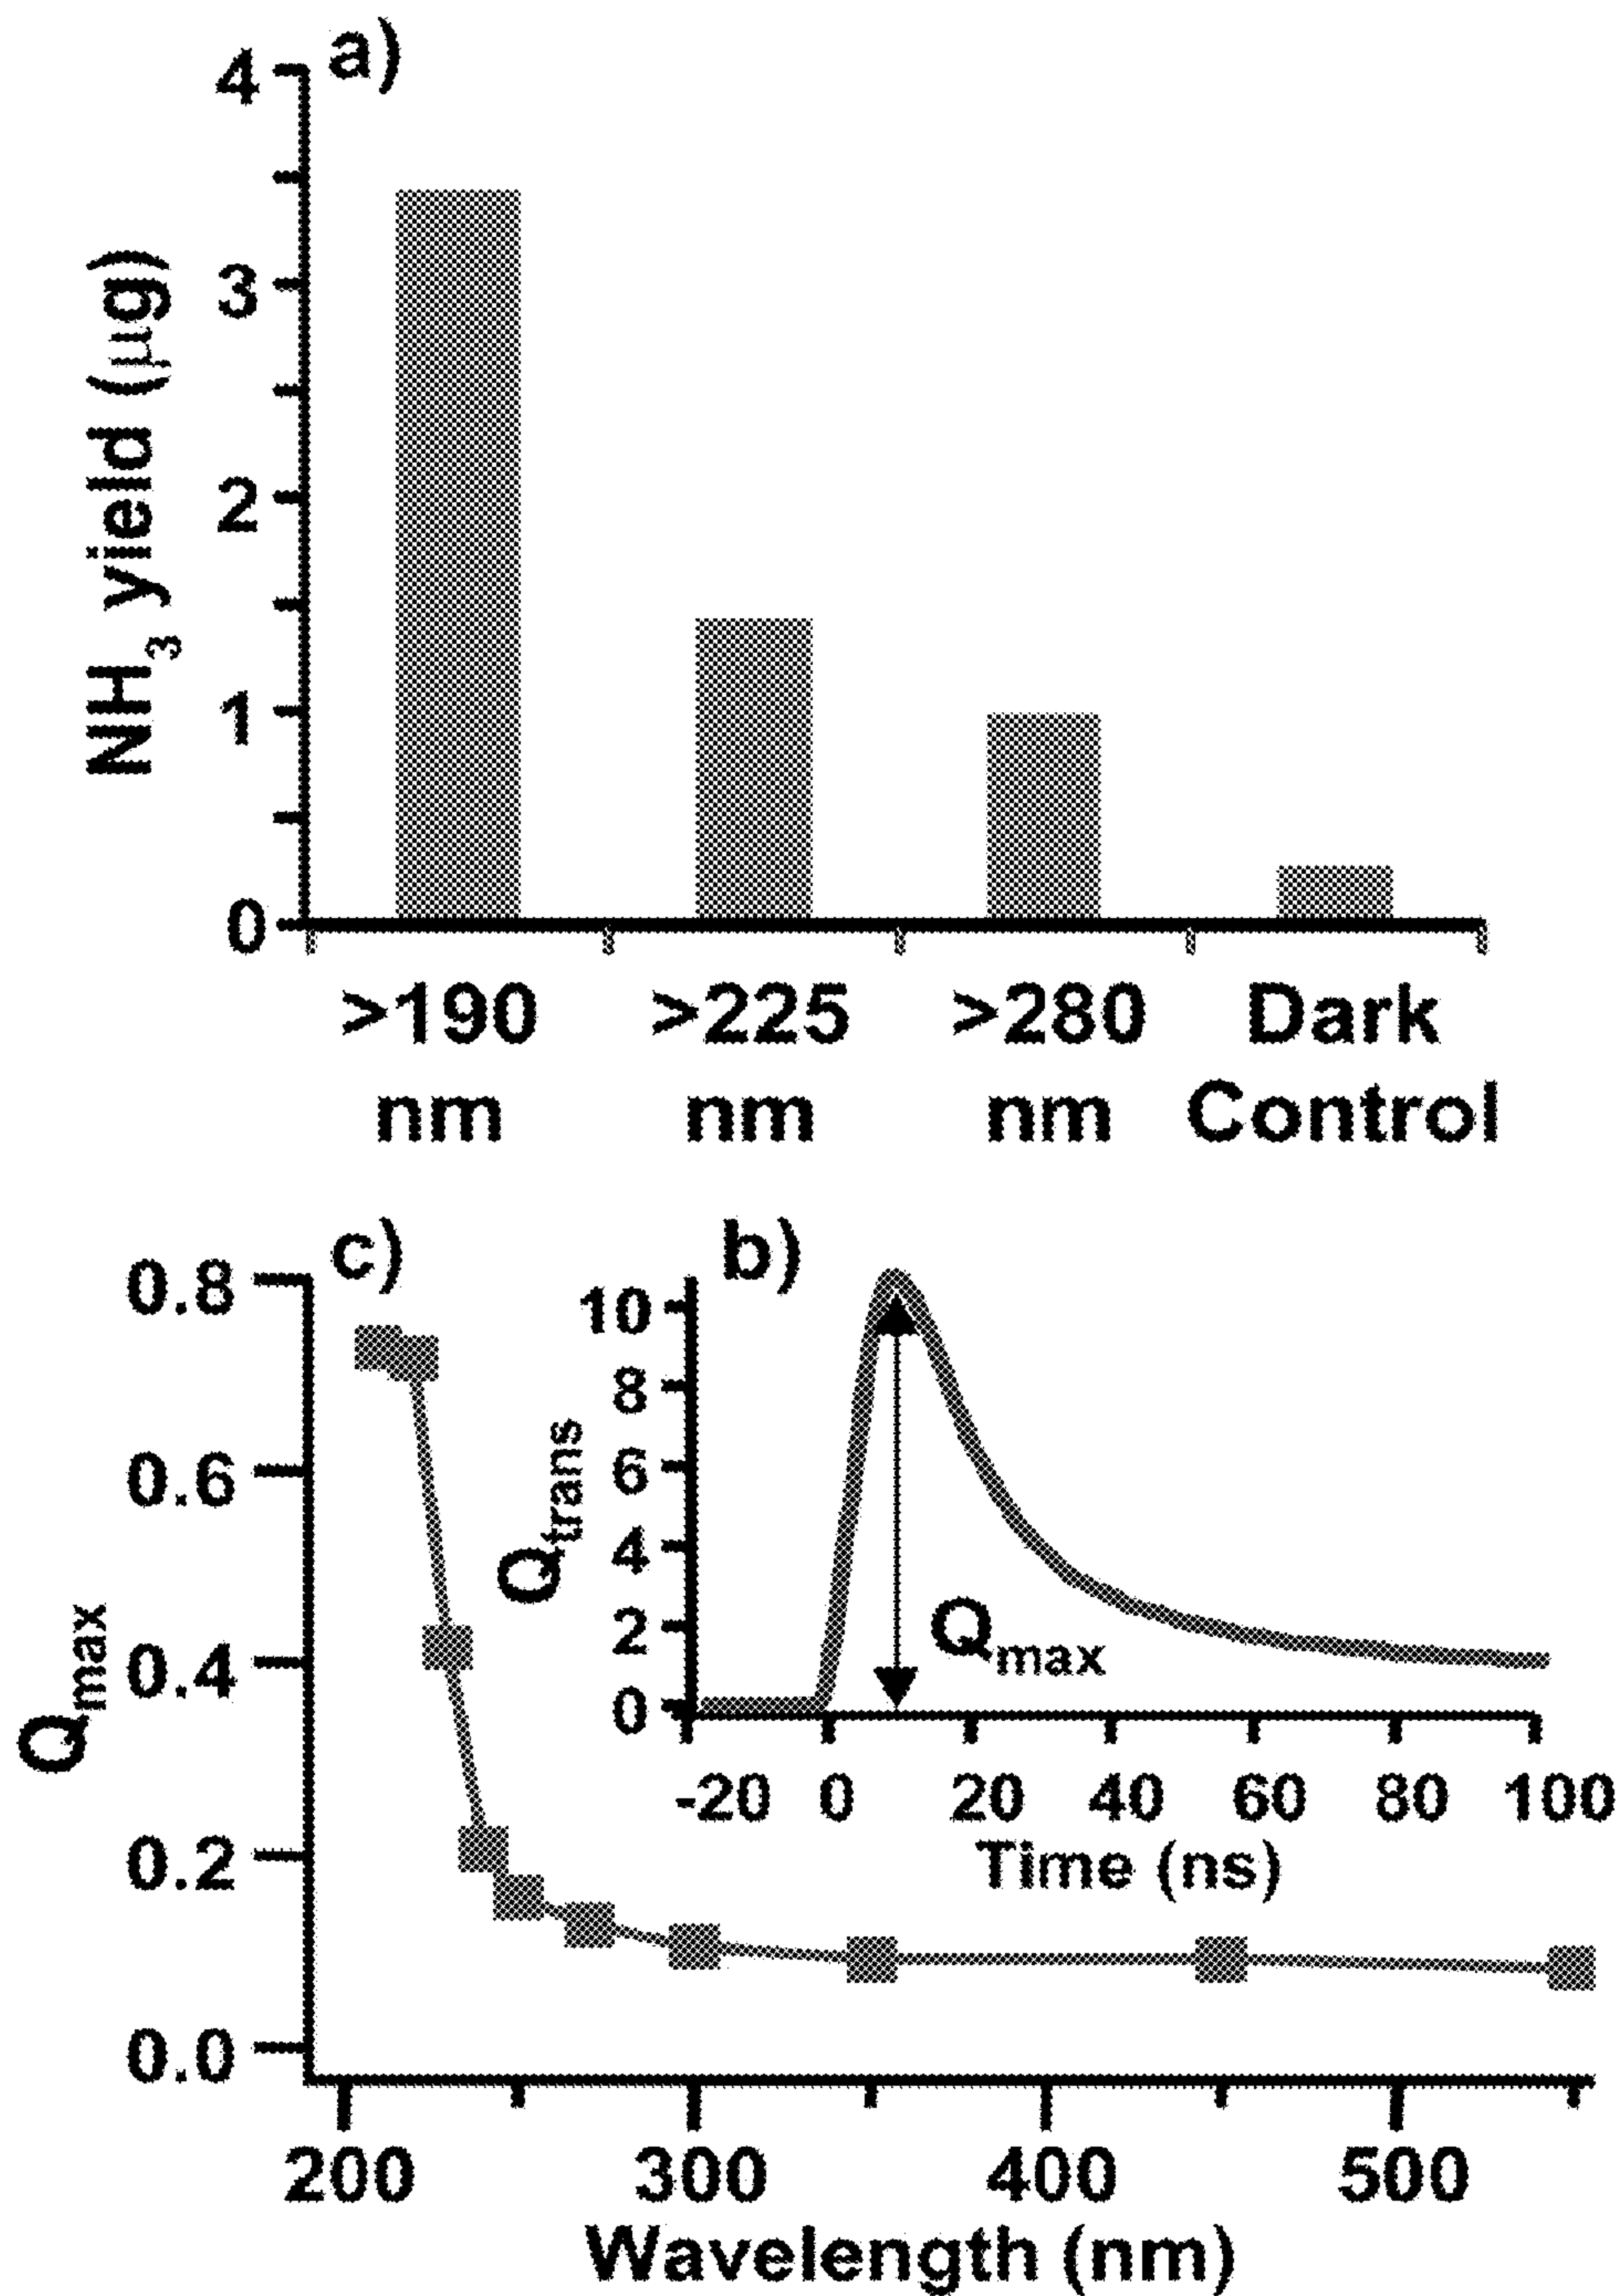 a)
4
3
2
1
0
NH3 yield (µg)
>190 nm
>225 nm
>280 nm
Dark Control
c)
0.8
0.6
0.4
0.2
0.0
Qmax
200 300 400 500
Wavelength (nm)
b)
10
8
6
4
2
0
Qtrans
Qmax
-20 0 20 40 60 80 100
Time (ns)